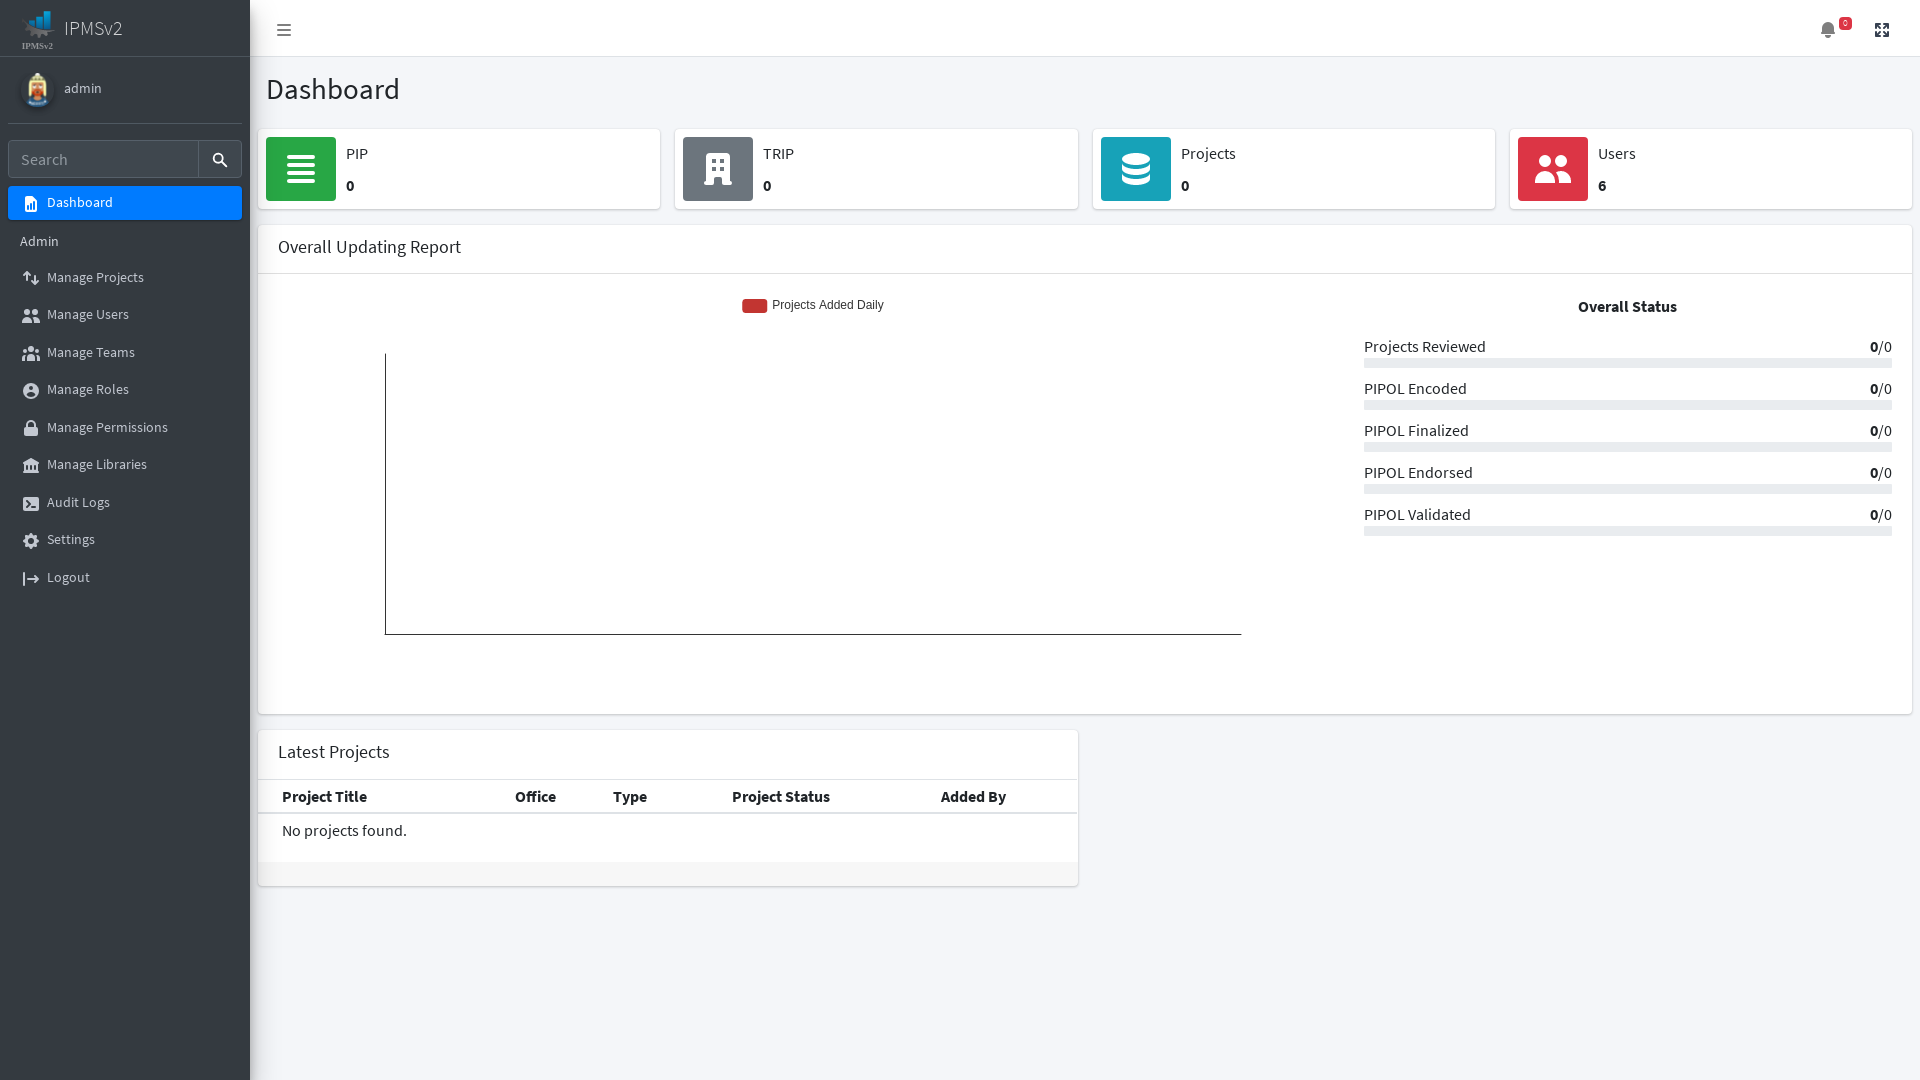 IPMSv2
IPMSv2
admin
Search
Dashboard
Admin
Manage Projects
Manage Users
Manage Teams
Manage Roles
Manage Permissions
Manage Libraries
Audit Logs
Settings
Logout
0
Dashboard
PIP
0
TRIP
0
Projects
0
Users
6
Overall Updating Report
Projects Added Daily
Overall Status
Projects Reviewed 0/0
PIPOL Encoded 0/0
PIPOL Finalized 0/0
PIPOL Endorsed 0/0
PIPOL Validated 0/0
Latest Projects
Project Title Office Type Project Status Added By
No projects found.